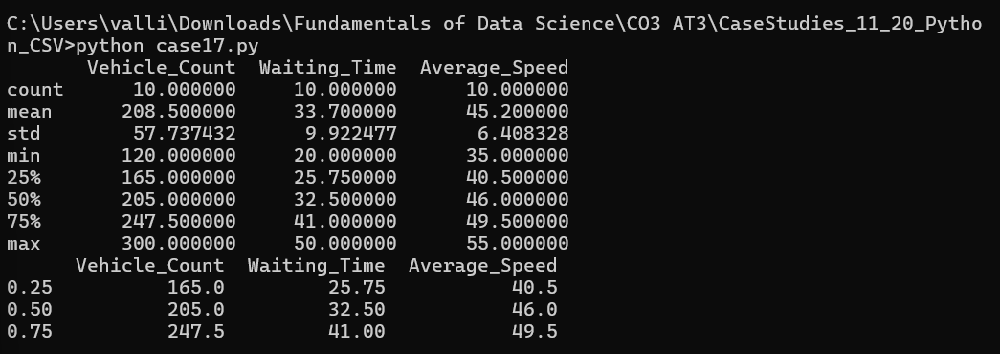 C:\Users\valli\Downloads\Fundamentals of Data Science\CO3 AT3\CaseStudies_11_20_Pytho
n_CSV>python case17.py
       Vehicle_Count  Waiting_Time  Average_Speed
count      10.000000     10.000000      10.000000
mean      208.500000     33.700000      45.200000
std        57.737432      9.922477       6.408328
min       120.000000     20.000000      35.000000
25%       165.000000     25.750000      40.500000
50%       205.000000     32.500000      46.000000
75%       247.500000     41.000000      49.500000
max       300.000000     50.000000      55.000000
      Vehicle_Count  Waiting_Time  Average_Speed
0.25          165.0         25.75           40.5
0.50          205.0         32.50           46.0
0.75          247.5         41.00           49.5